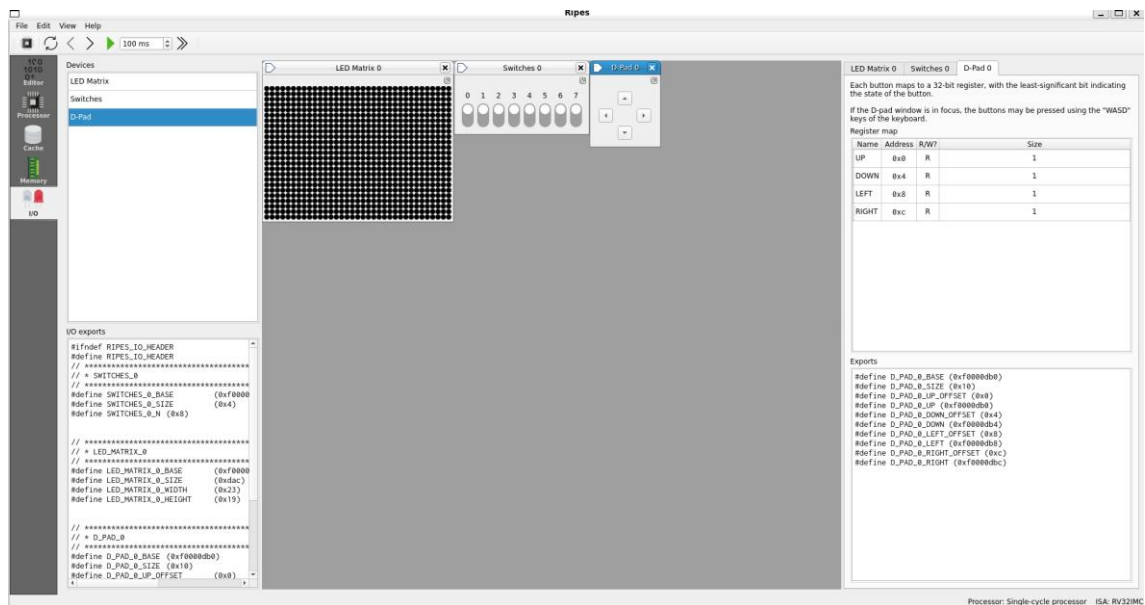 Ripes
File Edit View Help
100 ms
Editor
Processor
Cache
Memory
I/O
Devices
LED Matrix
Switches
D-Pad
I/O exports
#ifndef RIPES_IO_HEADER
#define RIPES_IO_HEADER
// **************************************
// * SWITCHES_0
// **************************************
#define SWITCHES_0_BASE (0xf0000
#define SWITCHES_0_SIZE (0x4)
#define SWITCHES_0_N (0x8)
// **************************************
// * LED_MATRIX_0
// **************************************
#define LED_MATRIX_0_BASE (0xf0000
#define LED_MATRIX_0_SIZE (0xdac)
#define LED_MATRIX_0_WIDTH (0x23)
#define LED_MATRIX_0_HEIGHT (0x19)
// **************************************
// * D_PAD_0
// **************************************
#define D_PAD_0_BASE (0xf0000db0)
#define D_PAD_0_SIZE (0x10)
#define D_PAD_0_UP_OFFSET (0x0)
LED Matrix 0
Switches 0
0 1 2 3 4 5 6 7
D-Pad 0
LED Matrix 0 Switches 0 D-Pad 0
Each button maps to a 32-bit register, with the least-significant bit indicating
the state of the button.
If the D-pad window is in focus, the buttons may be pressed using the "WASD"
keys of the keyboard.
Register map
Name Address R/W? Size
UP 0x0 R 1
DOWN 0x4 R 1
LEFT 0x8 R 1
RIGHT 0xc R 1
Exports
#define D_PAD_0_BASE (0xf0000db0)
#define D_PAD_0_SIZE (0x10)
#define D_PAD_0_UP_OFFSET (0x0)
#define D_PAD_0_UP (0xf0000db0)
#define D_PAD_0_DOWN_OFFSET (0x4)
#define D_PAD_0_DOWN (0xf0000db4)
#define D_PAD_0_LEFT_OFFSET (0x8)
#define D_PAD_0_LEFT (0xf0000db8)
#define D_PAD_0_RIGHT_OFFSET (0xc)
#define D_PAD_0_RIGHT (0xf0000dbc)
Processor: Single-cycle processor ISA: RV32IMC